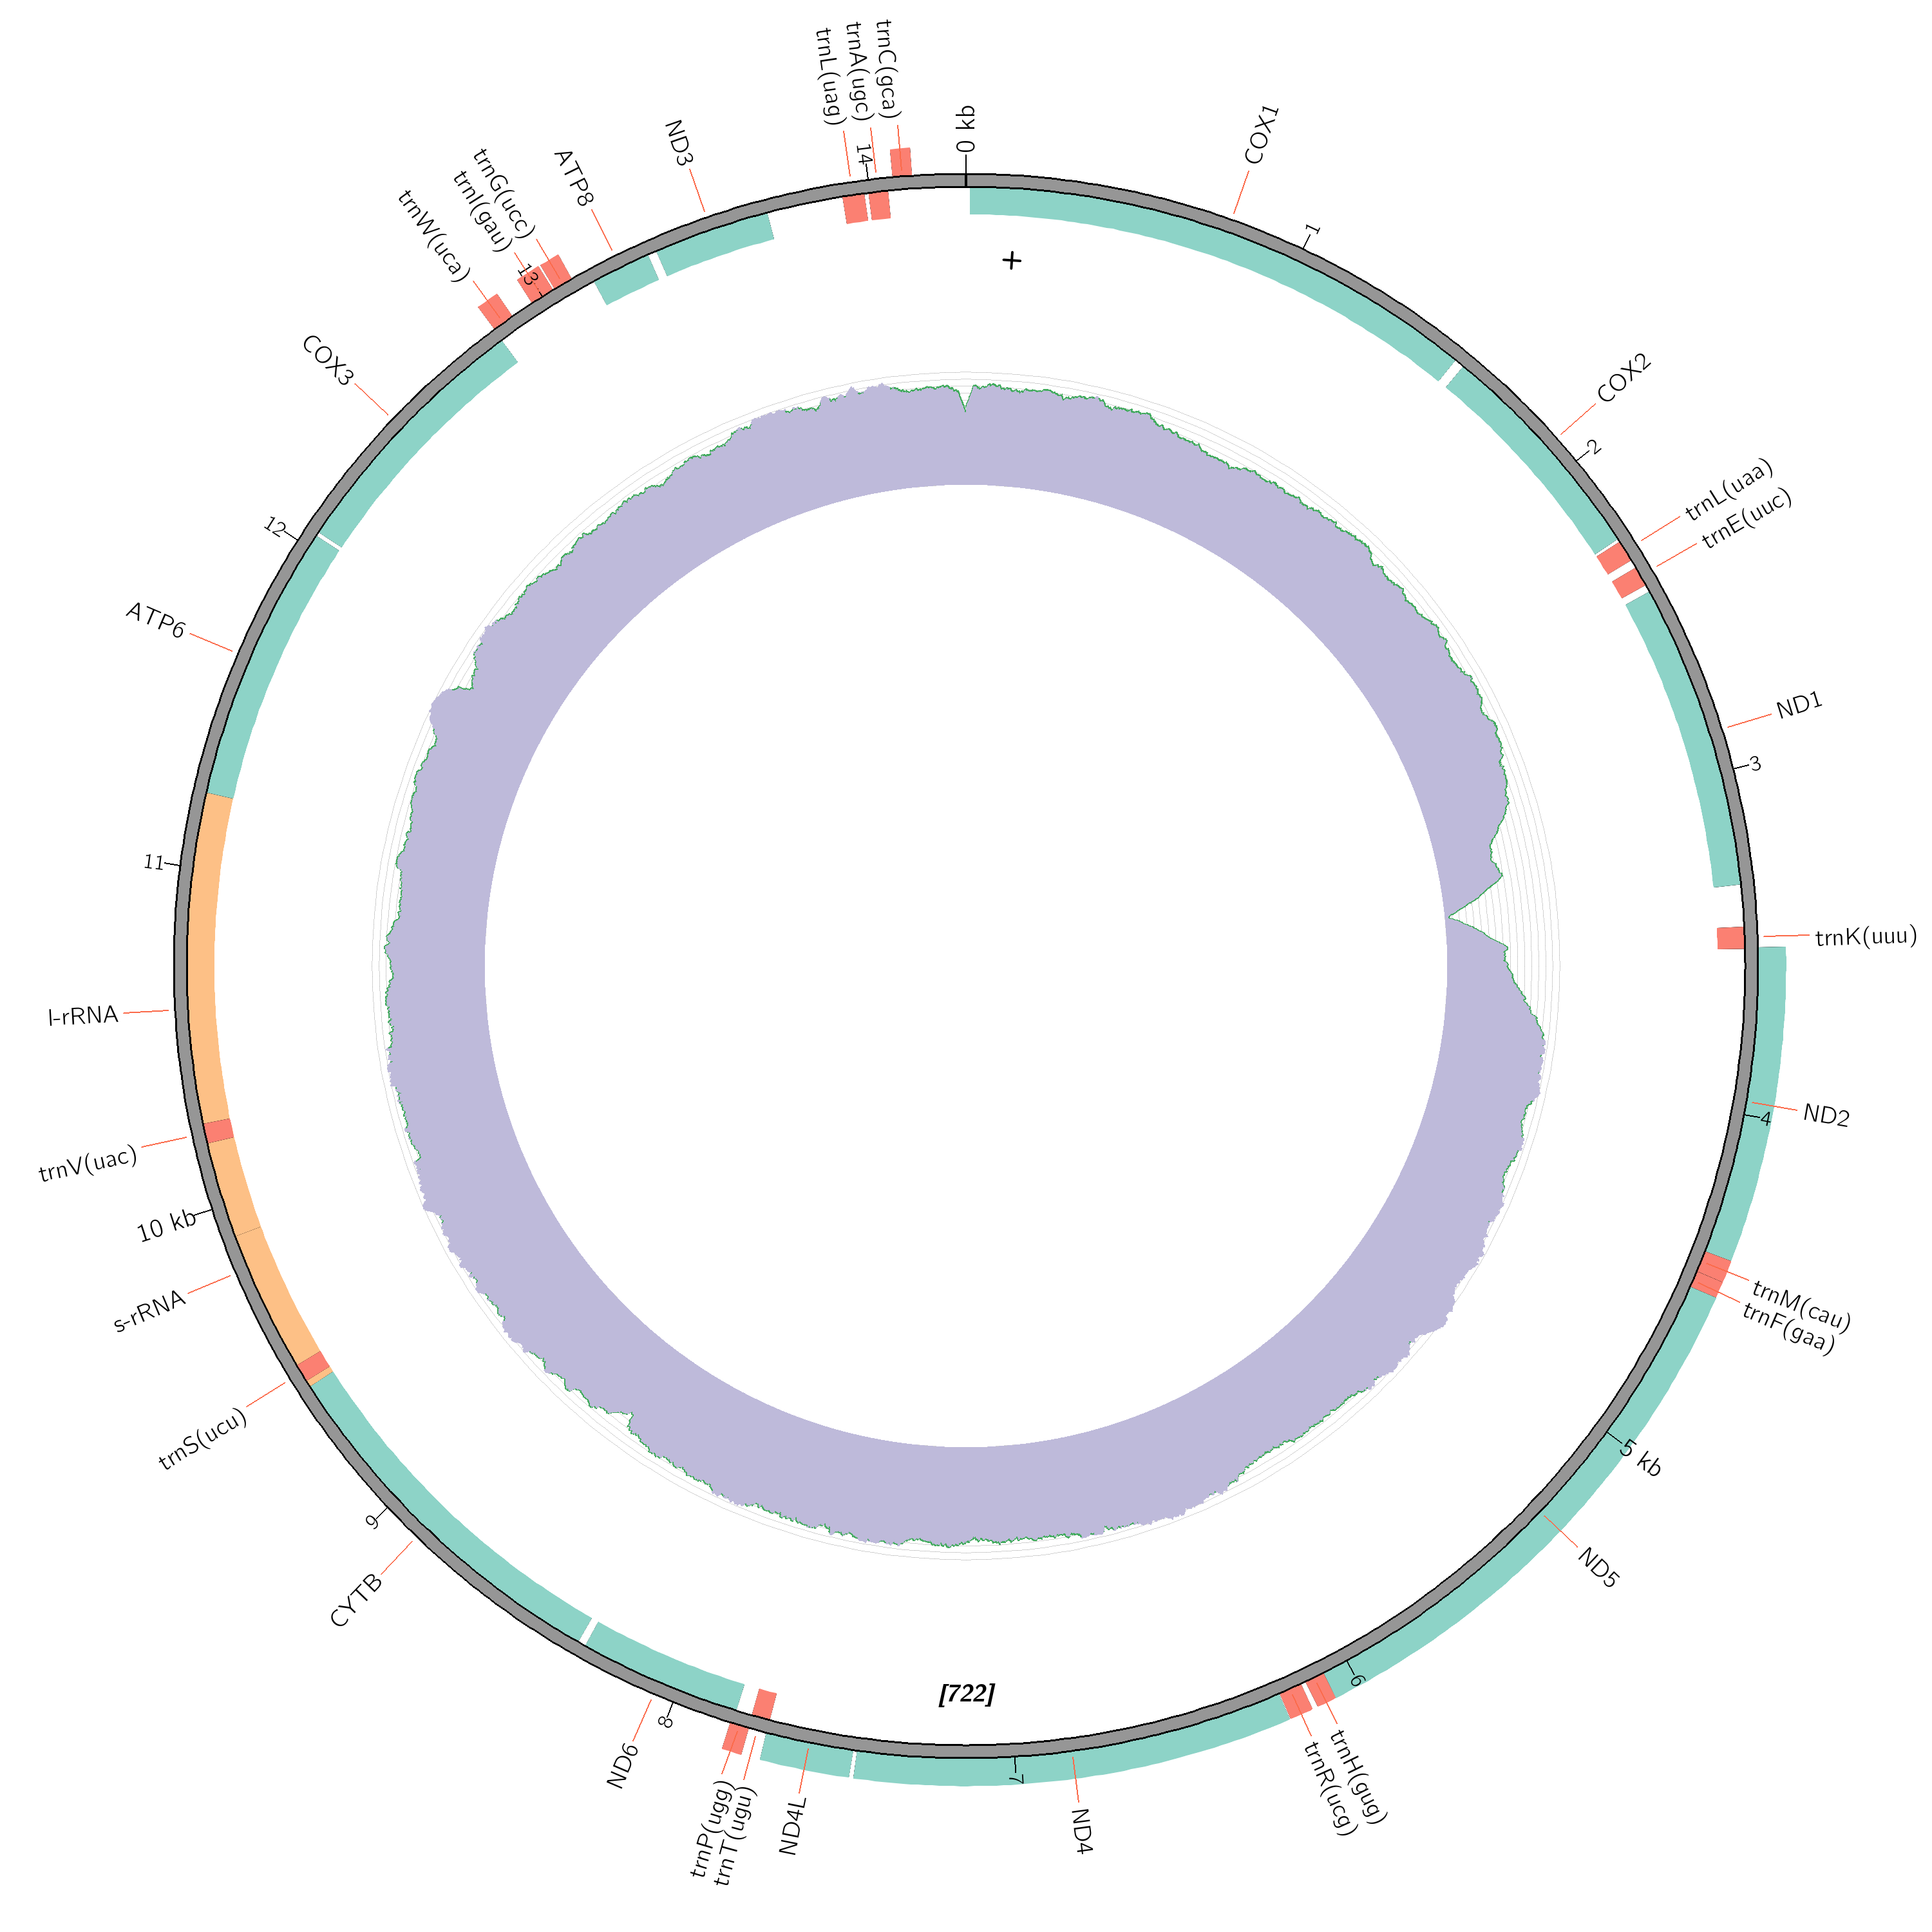 0 kb
COX1
1
COX2
2
trnL(uaa)
trnE(uuc)
ND1
3
trnK(uuu)
ND2
4
trnM(cau)
trnF(gaa)
5 kb
ND5
6
trnH(gug)
trnR(ucg)
ND4
7
ND4L
trnT(ugu)
trnP(ugg)
8
ND6
CYTB
9
trnS(ucu)
s-rRNA
10 kb
trnV(uac)
l-rRNA
11
ATP6
12
COX3
trnW(uca)
trnI(gau)
13
trnG(ucc)
ATP8
ND3
trnL(uag)
14
trnA(ugc)
trnC(gca)
+
[722]